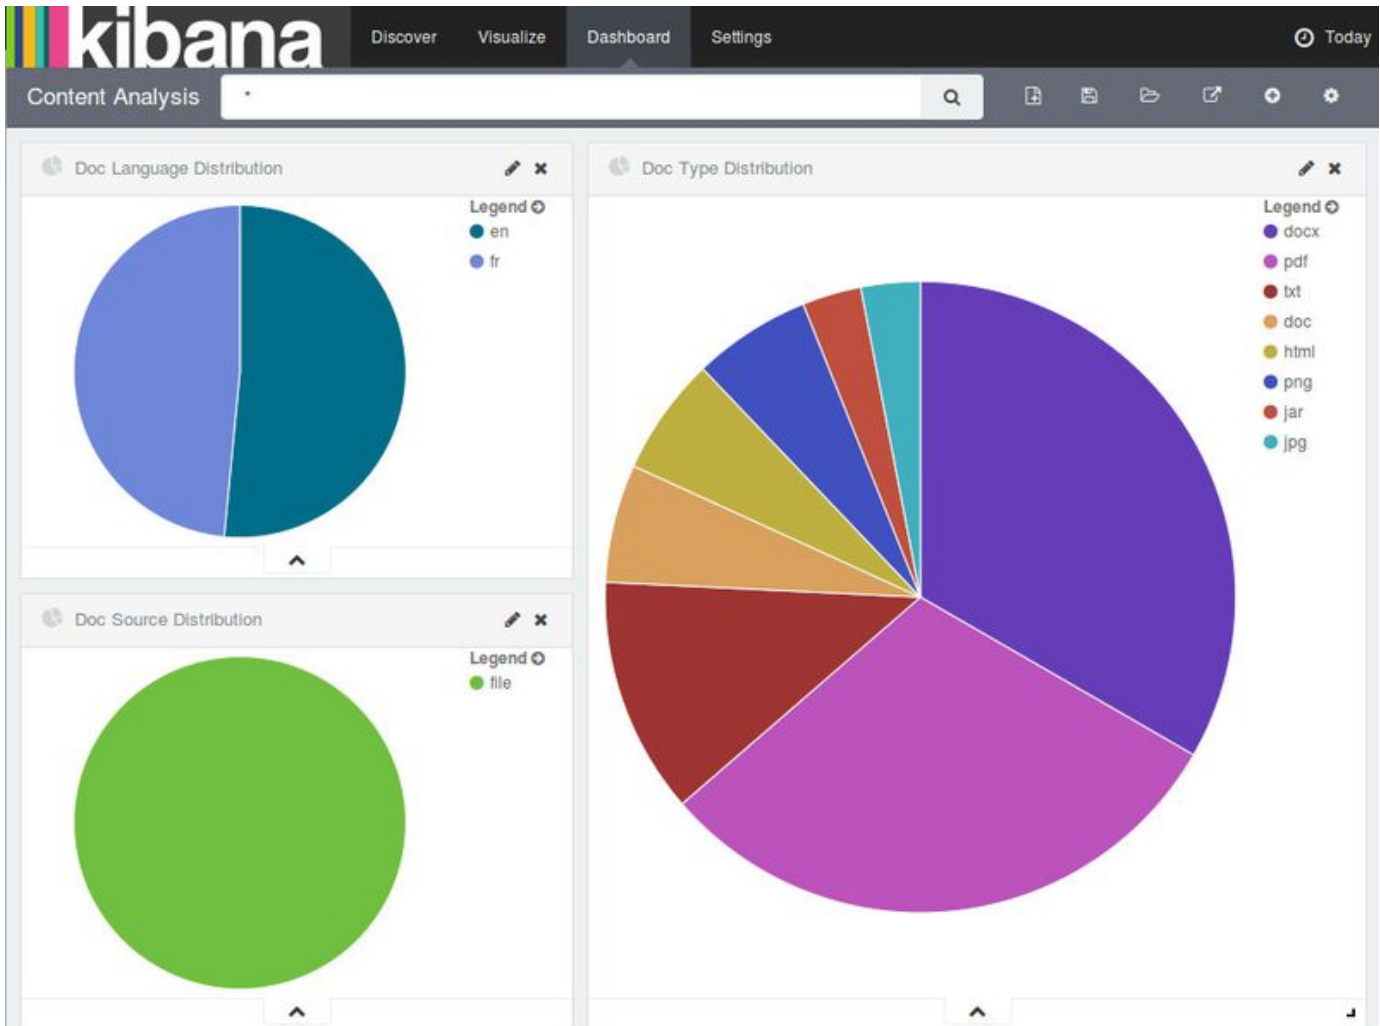 kibana Discover Visualize Dashboard Settings Today
Content Analysis *
Doc Language Distribution
Legend
en
fr
Doc Source Distribution
Legend
file
Doc Type Distribution
Legend
docx
pdf
txt
doc
html
png
jar
jpg